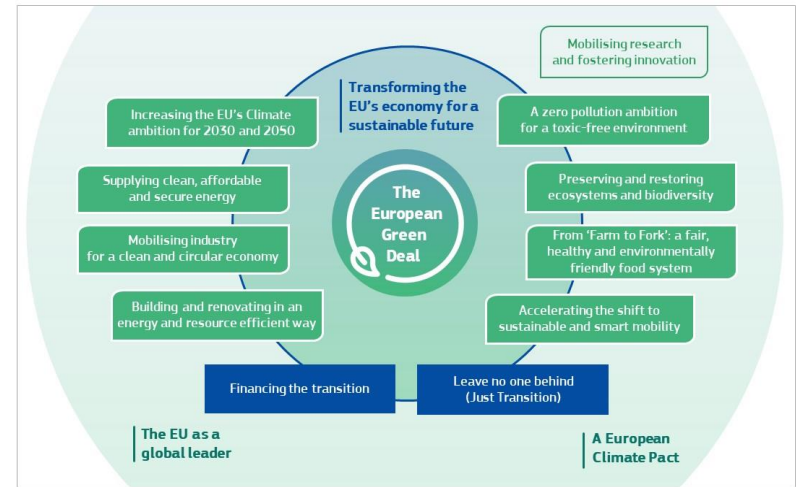 Mobilising research
and fostering innovation
Transforming the
EU's economy for a
sustainable future
Increasing the EU's Climate
ambition for 2030 and 2050
A zero pollution ambition
for a toxic-free environment
Supplying clean, affordable
and secure energy
Preserving and restoring
ecosystems and biodiversity
The
European
Green
Deal
Mobilising industry
for a clean and circular economy
From 'Farm to Fork': a fair,
healthy and environmentally
friendly food system
Building and renovating in an
energy and resource efficient way
Accelerating the shift to
sustainable and smart mobility
Financing the transition
Leave no one behind
(Just Transition)
The EU as a
global leader
A European
Climate Pact